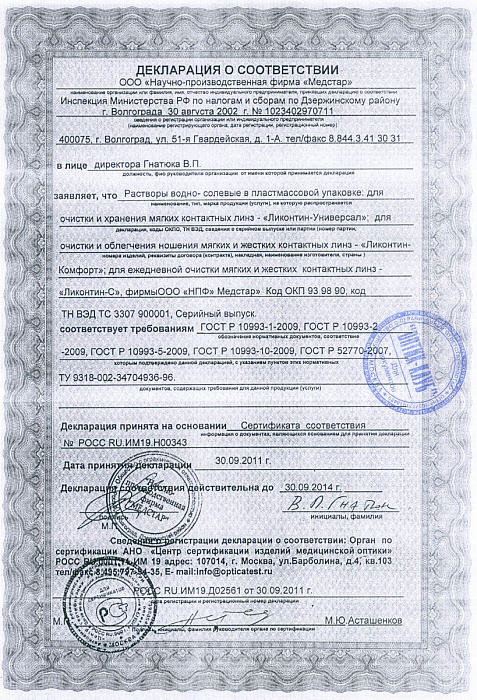 ДЕКЛАРАЦИЯ О СООТВЕТСТВИИ
ООО «Научно-производственная фирма «Медстар»
наименование организации или фамилия, имя, отчество индивидуального предпринимателя, принявших декларацию о соответствии
Инспекция Министерства РФ по налогам и сборам по Дзержинскому району
г. Волгограда 30 августа 2002 г. № 1023402970711
сведения о регистрации организации или индивидуального предпринимателя
(наименование регистрирующего органа, дата регистрации, регистрационный номер)
400075, г. Волгоград, ул. 51-я Гвардейская, д. 1-А. тел/факс 8.844.3 41 30 31
в лице директора Гнатюка В.П.
должность, фио руководителя организации от имени которой принимается декларация
заявляет, что Растворы водно- солевые в пластмассовой упаковке: для
наименование, тип, марка продукции (услуги), на которую распространяется
очистки и хранения мягких контактных линз - «Ликонтин-Универсал»; для
декларация, коды ОКПО, ТН ВЭД, сведения о серийном выпуске или партии (номер партии,
очистки и облегчения ношения мягких и жестких контактных линз - «Ликонтин-
номера изделий, реквизиты договора (контракта), накладная, наименование изготовителя, страны )
Комфорт»; для ежедневной очистки мягких и жестких контактных линз -
«Ликонтин-С», фирмыООО «НПФ» Медстар» Код ОКП 93 98 90, код
ТН ВЭД ТС 3307 900001, Серийный выпуск.
соответствует требованиям ГОСТ Р 10993-1-2009, ГОСТ Р 10993-2
обозначение нормативных документов, соответствие
-2009, ГОСТ Р 10993-5-2009, ГОСТ Р 10993-10-2009, ГОСТ Р 52770-2007,
которым подтверждено данной декларацией, с указанием пунктов этих нормативных
ТУ 9318-002-34704936-96.
документов, содержащих требования для данной продукции (услуги)
Декларация принята на основании Сертификата соответствия
информация о документах, являющихся основанием для принятия декларации
№ РОСС RU.ИМ19.Н00343
Дата принятия декларации 30.09.2011 г.
Декларация соответствия действительна до 30.09.2014 г.
В.П.Гнатюк
М.П. подпись инициалы, фамилия
Сведения о регистрации декларации о соответствии: Орган по
сертификации АНО «Центр сертификации изделий медицинской оптики»
РОСС RU.0001.11 ИМ 19 адрес: 107014, г. Москва, ул.Барболина, д.4, кв.103
тел/факс 8.495.797-94-35, E- mail:info@opticatest.ru
РОСС RU.ИМ19.Д02561 от 30.09.2011 г.
дата регистрации и регистрационный номер декларации
М.П. М.Ю.Асташенков
подпись, инициалы, фамилия руководителя органа по сертификации